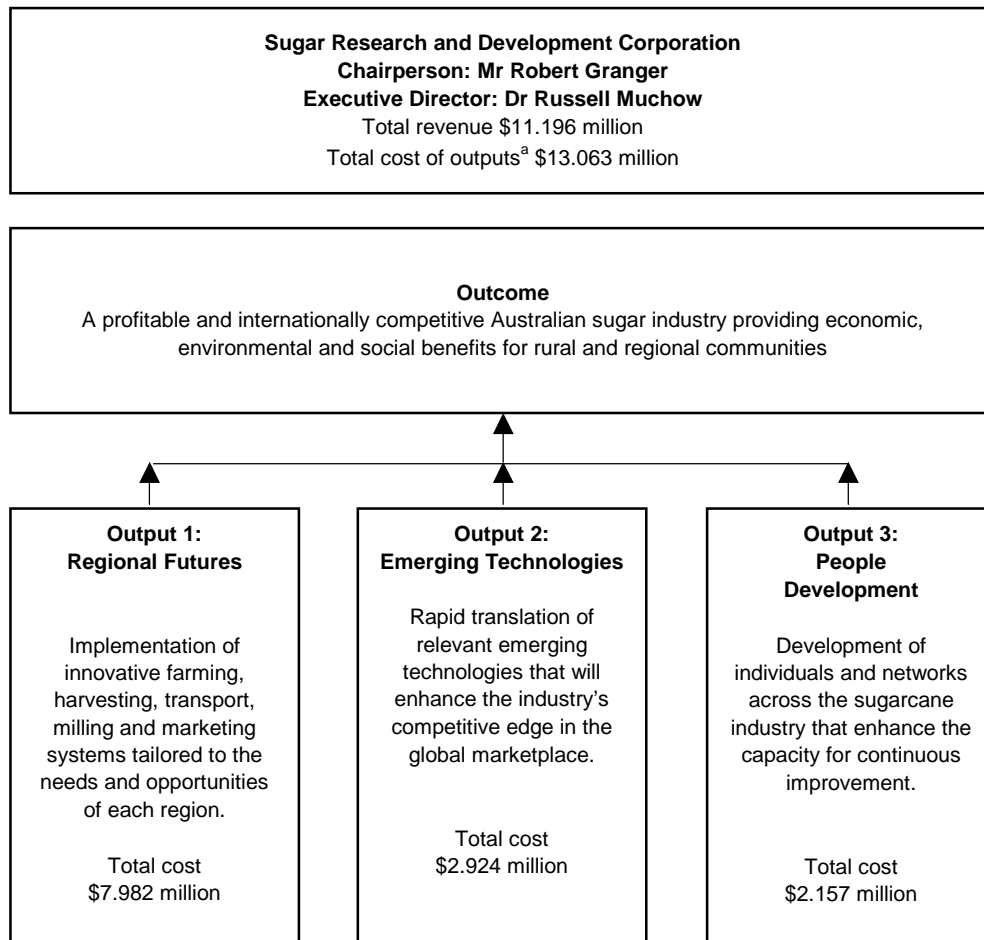 Sugar Research and Development Corporation
Chairperson: Mr Robert Granger
Executive Director: Dr Russell Muchow
Total revenue $11.196 million
Total cost of outputsa $13.063 million
Outcome
A profitable and internationally competitive Australian sugar industry providing economic,
environmental and social benefits for rural and regional communities
Output 1:
Regional Futures
Implementation of
innovative farming,
harvesting, transport,
milling and marketing
systems tailored to the
needs and opportunities
of each region.
Total cost
$7.982 million
Output 2:
Emerging Technologies
Rapid translation of
relevant emerging
technologies that will
enhance the industry’s
competitive edge in the
global marketplace.
Total cost
$2.924 million
Output 3:
People
Development
Development of
individuals and networks
across the sugarcane
industry that enhance the
capacity for continuous
improvement.
Total cost
$2.157 million